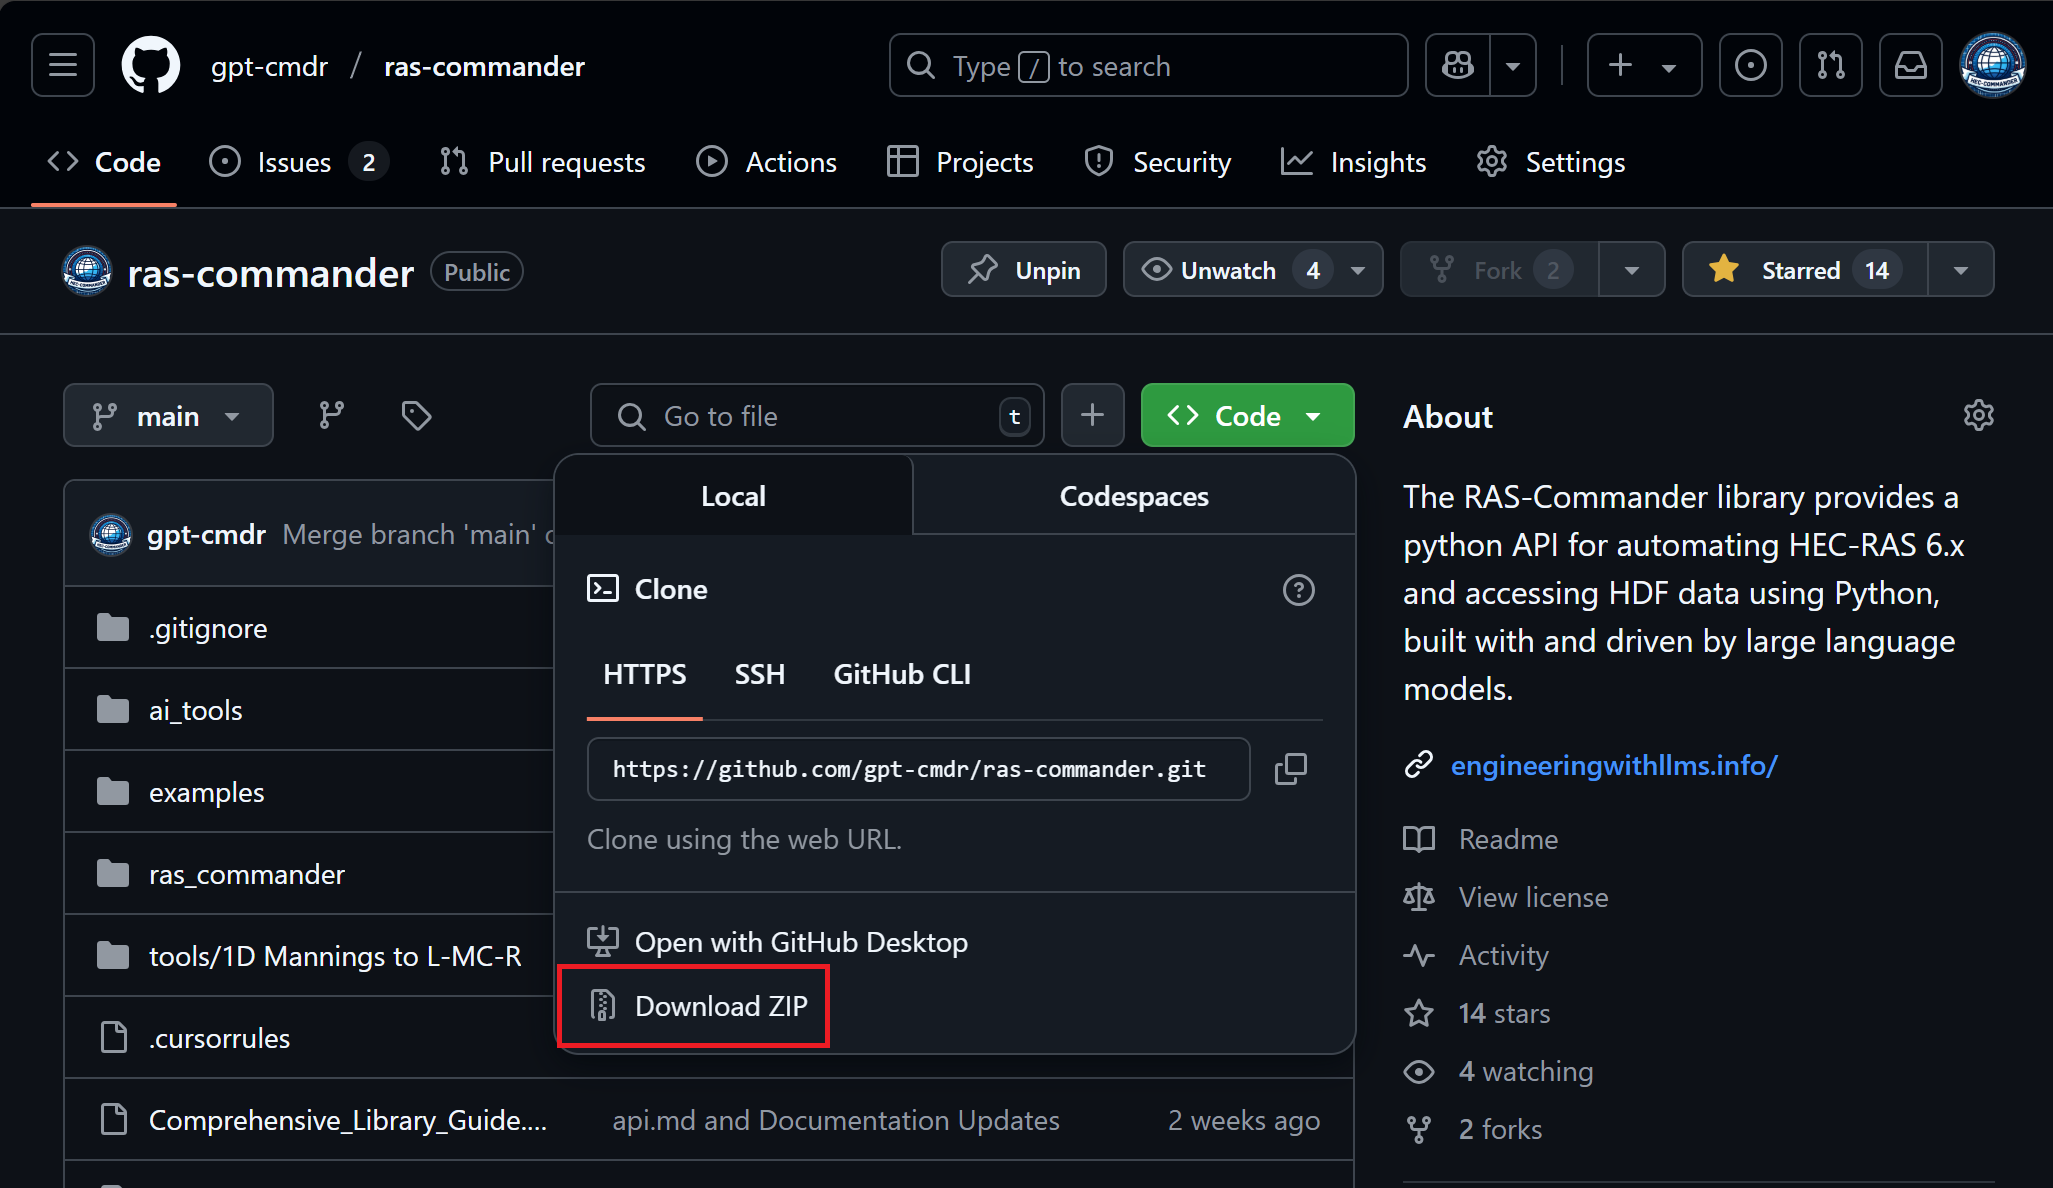 gpt-cmdr / ras-commander
Type / to search
Code
Issues 2
Pull requests
Actions
Projects
Security
Insights
Settings
ras-commander Public
Unpin
Unwatch 4
Fork 2
Starred 14
main
Go to file t
Code
Local
Codespaces
Clone
HTTPS
SSH
GitHub CLI
https://github.com/gpt-cmdr/ras-commander.git
Clone using the web URL.
Open with GitHub Desktop
Download ZIP
gpt-cmdr Merge branch 'main'
.gitignore
ai_tools
examples
ras_commander
tools/1D Mannings to L-MC-R
.cursorrules
Comprehensive_Library_Guide.... api.md and Documentation Updates 2 weeks ago
About
The RAS-Commander library provides a
python API for automating HEC-RAS 6.x
and accessing HDF data using Python,
built with and driven by large language
models.
engineeringwithllms.info/
Readme
View license
Activity
14 stars
4 watching
2 forks